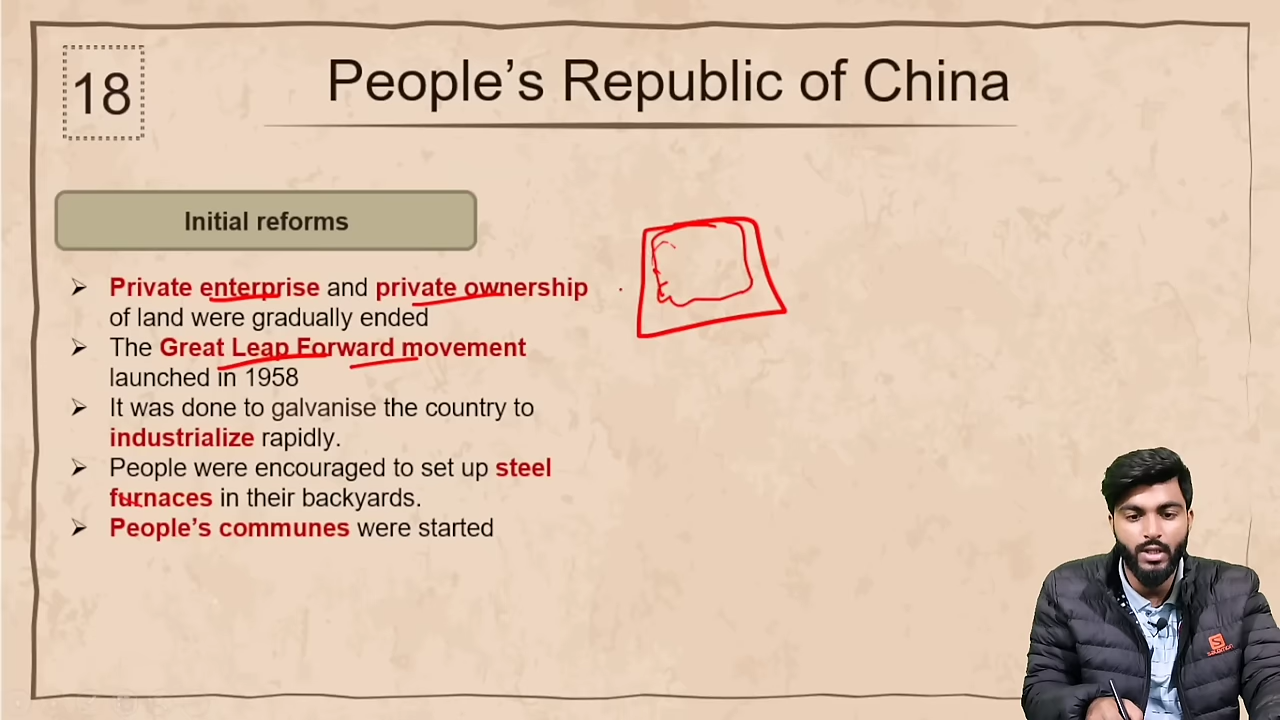 18
People’s Republic of China
Initial reforms
Private enterprise and private ownership
of land were gradually ended
The Great Leap Forward movement
launched in 1958
It was done to galvanise the country to
industrialize rapidly.
People were encouraged to set up steel
furnaces in their backyards.
People’s communes were started
S
salomon